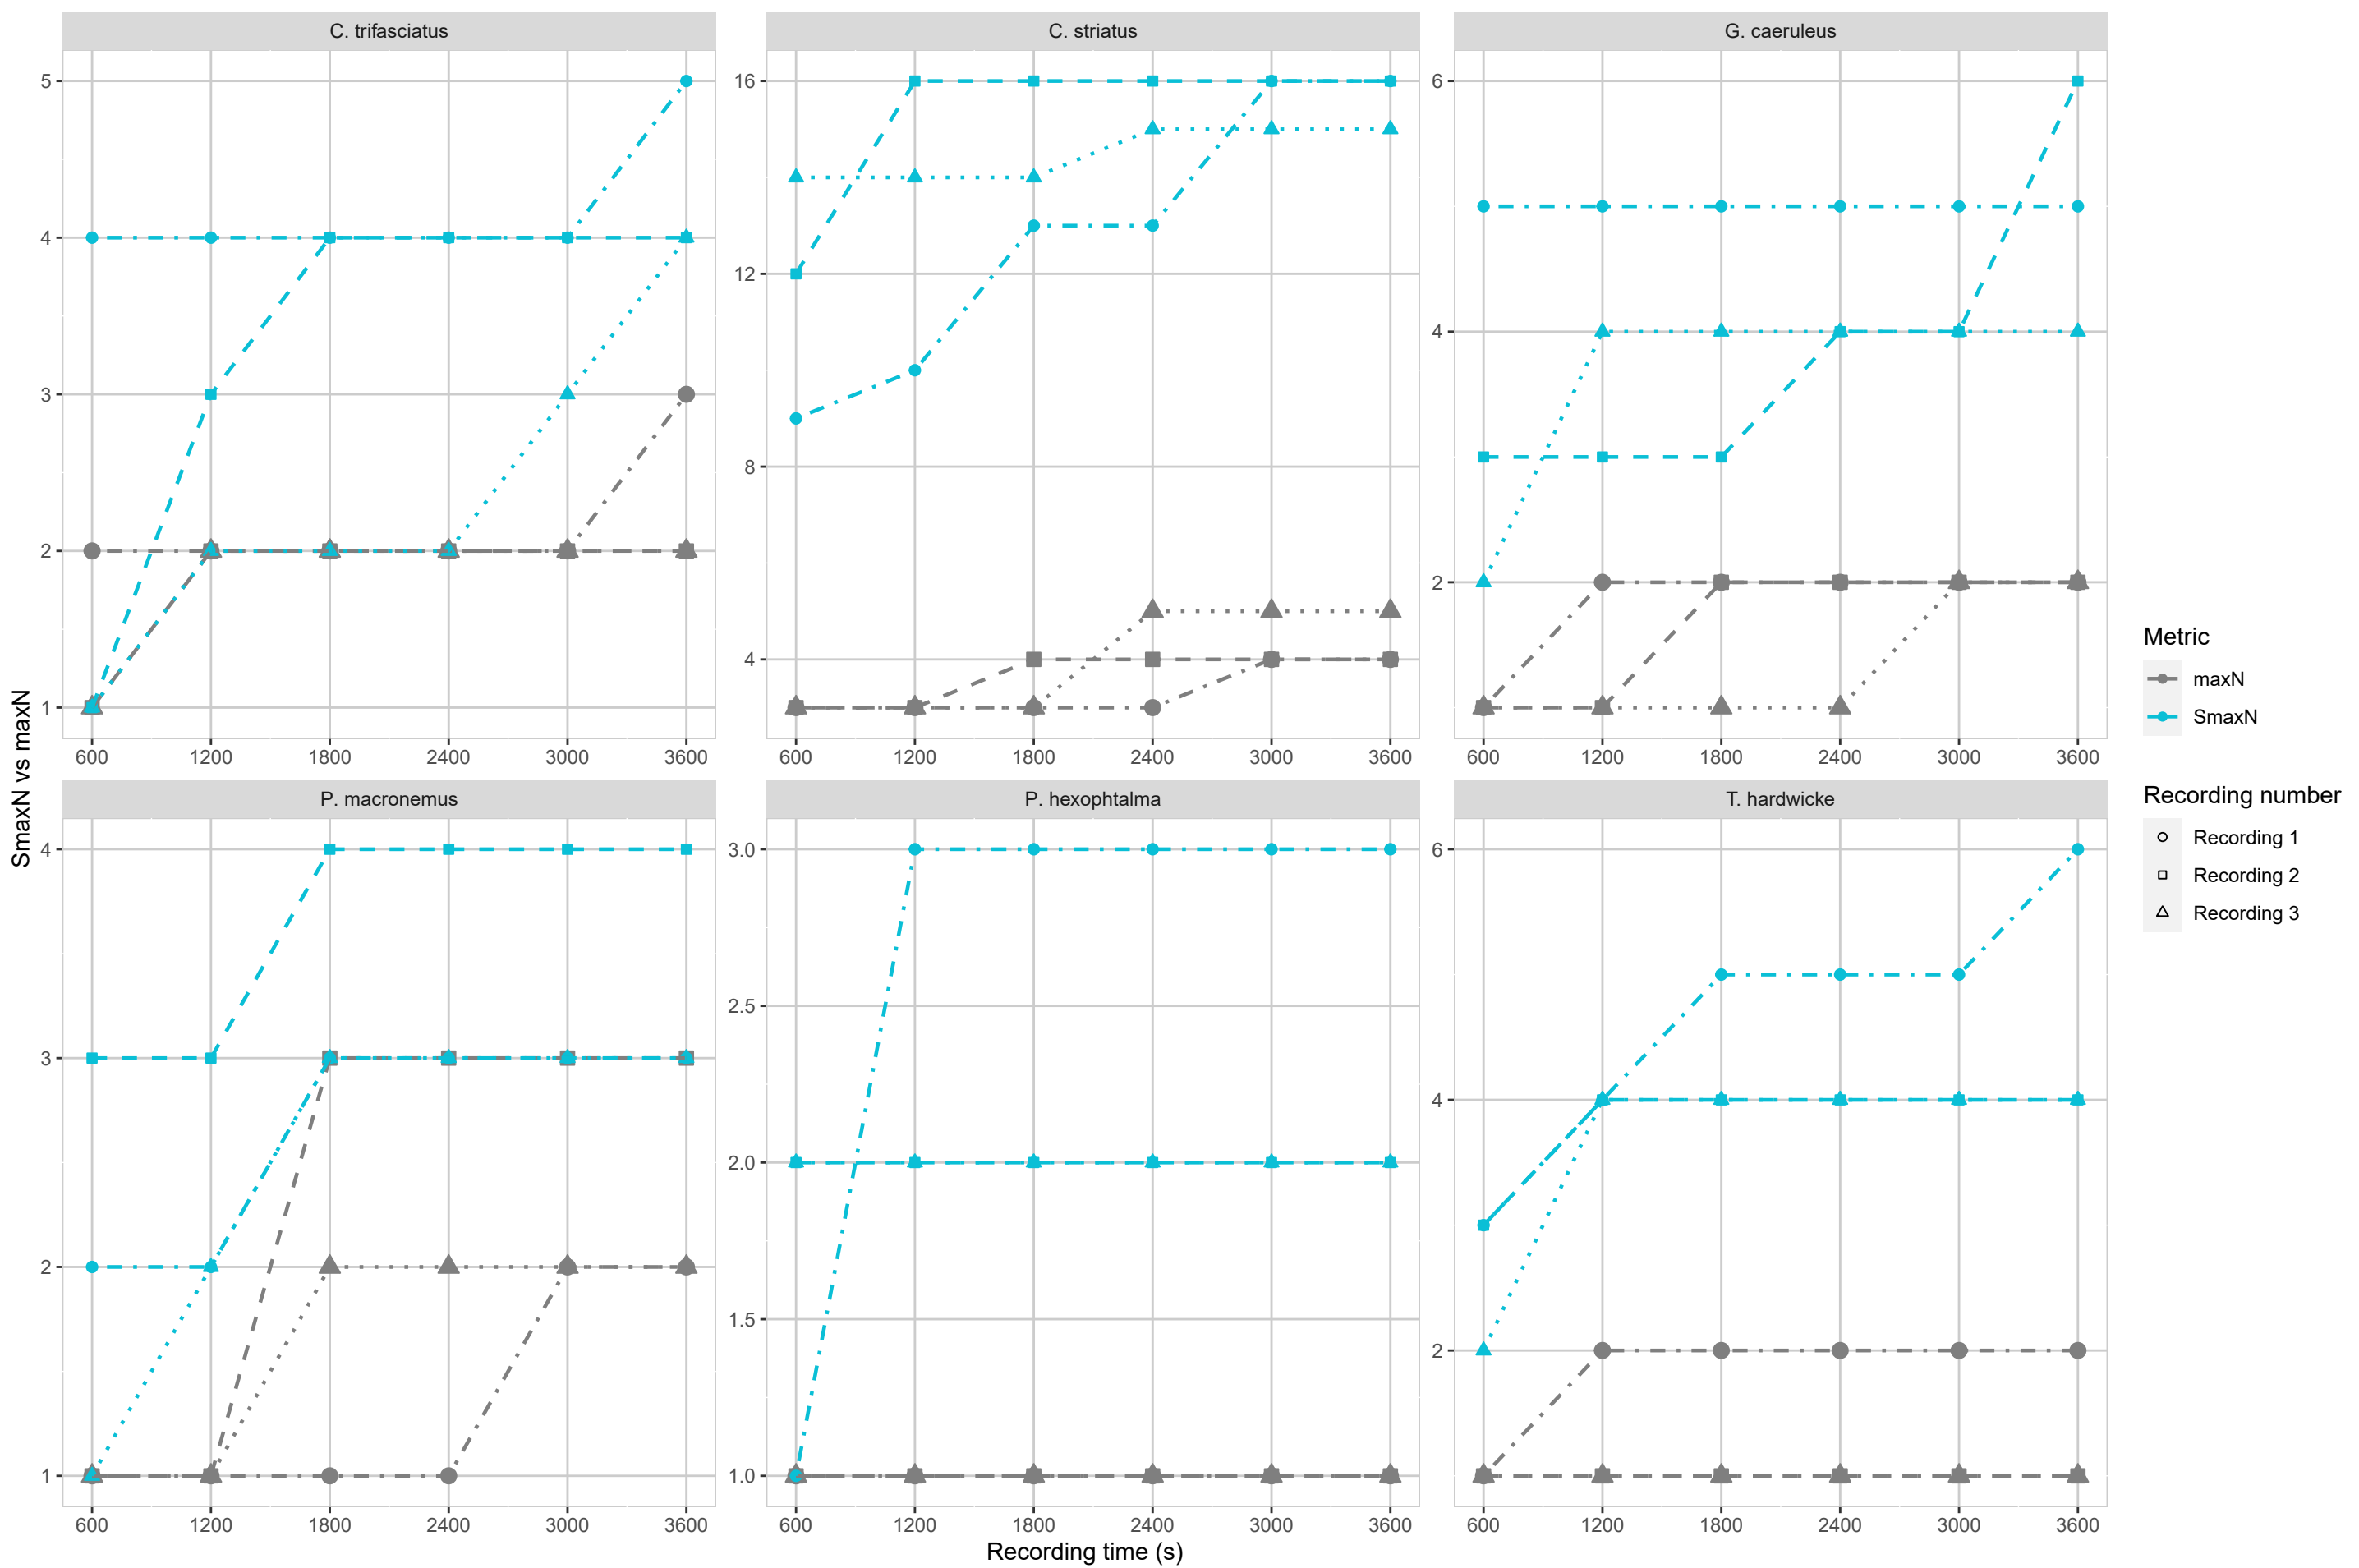 C. trifasciatus
C. striatus
G. caeruleus
5
4
3
2
1
16
12
8
4
6
4
2
600 1200 1800 2400 3000 3600
600 1200 1800 2400 3000 3600
600 1200 1800 2400 3000 3600
SmaxN vs maxN
P. macronemus
P. hexophtalma
T. hardwicke
4
3
2
1
3.0
2.5
2.0
1.5
1.0
6
4
2
600 1200 1800 2400 3000 3600
600 1200 1800 2400 3000 3600
600 1200 1800 2400 3000 3600
Recording time (s)
Metric
maxN
SmaxN
Recording number
Recording 1
Recording 2
Recording 3